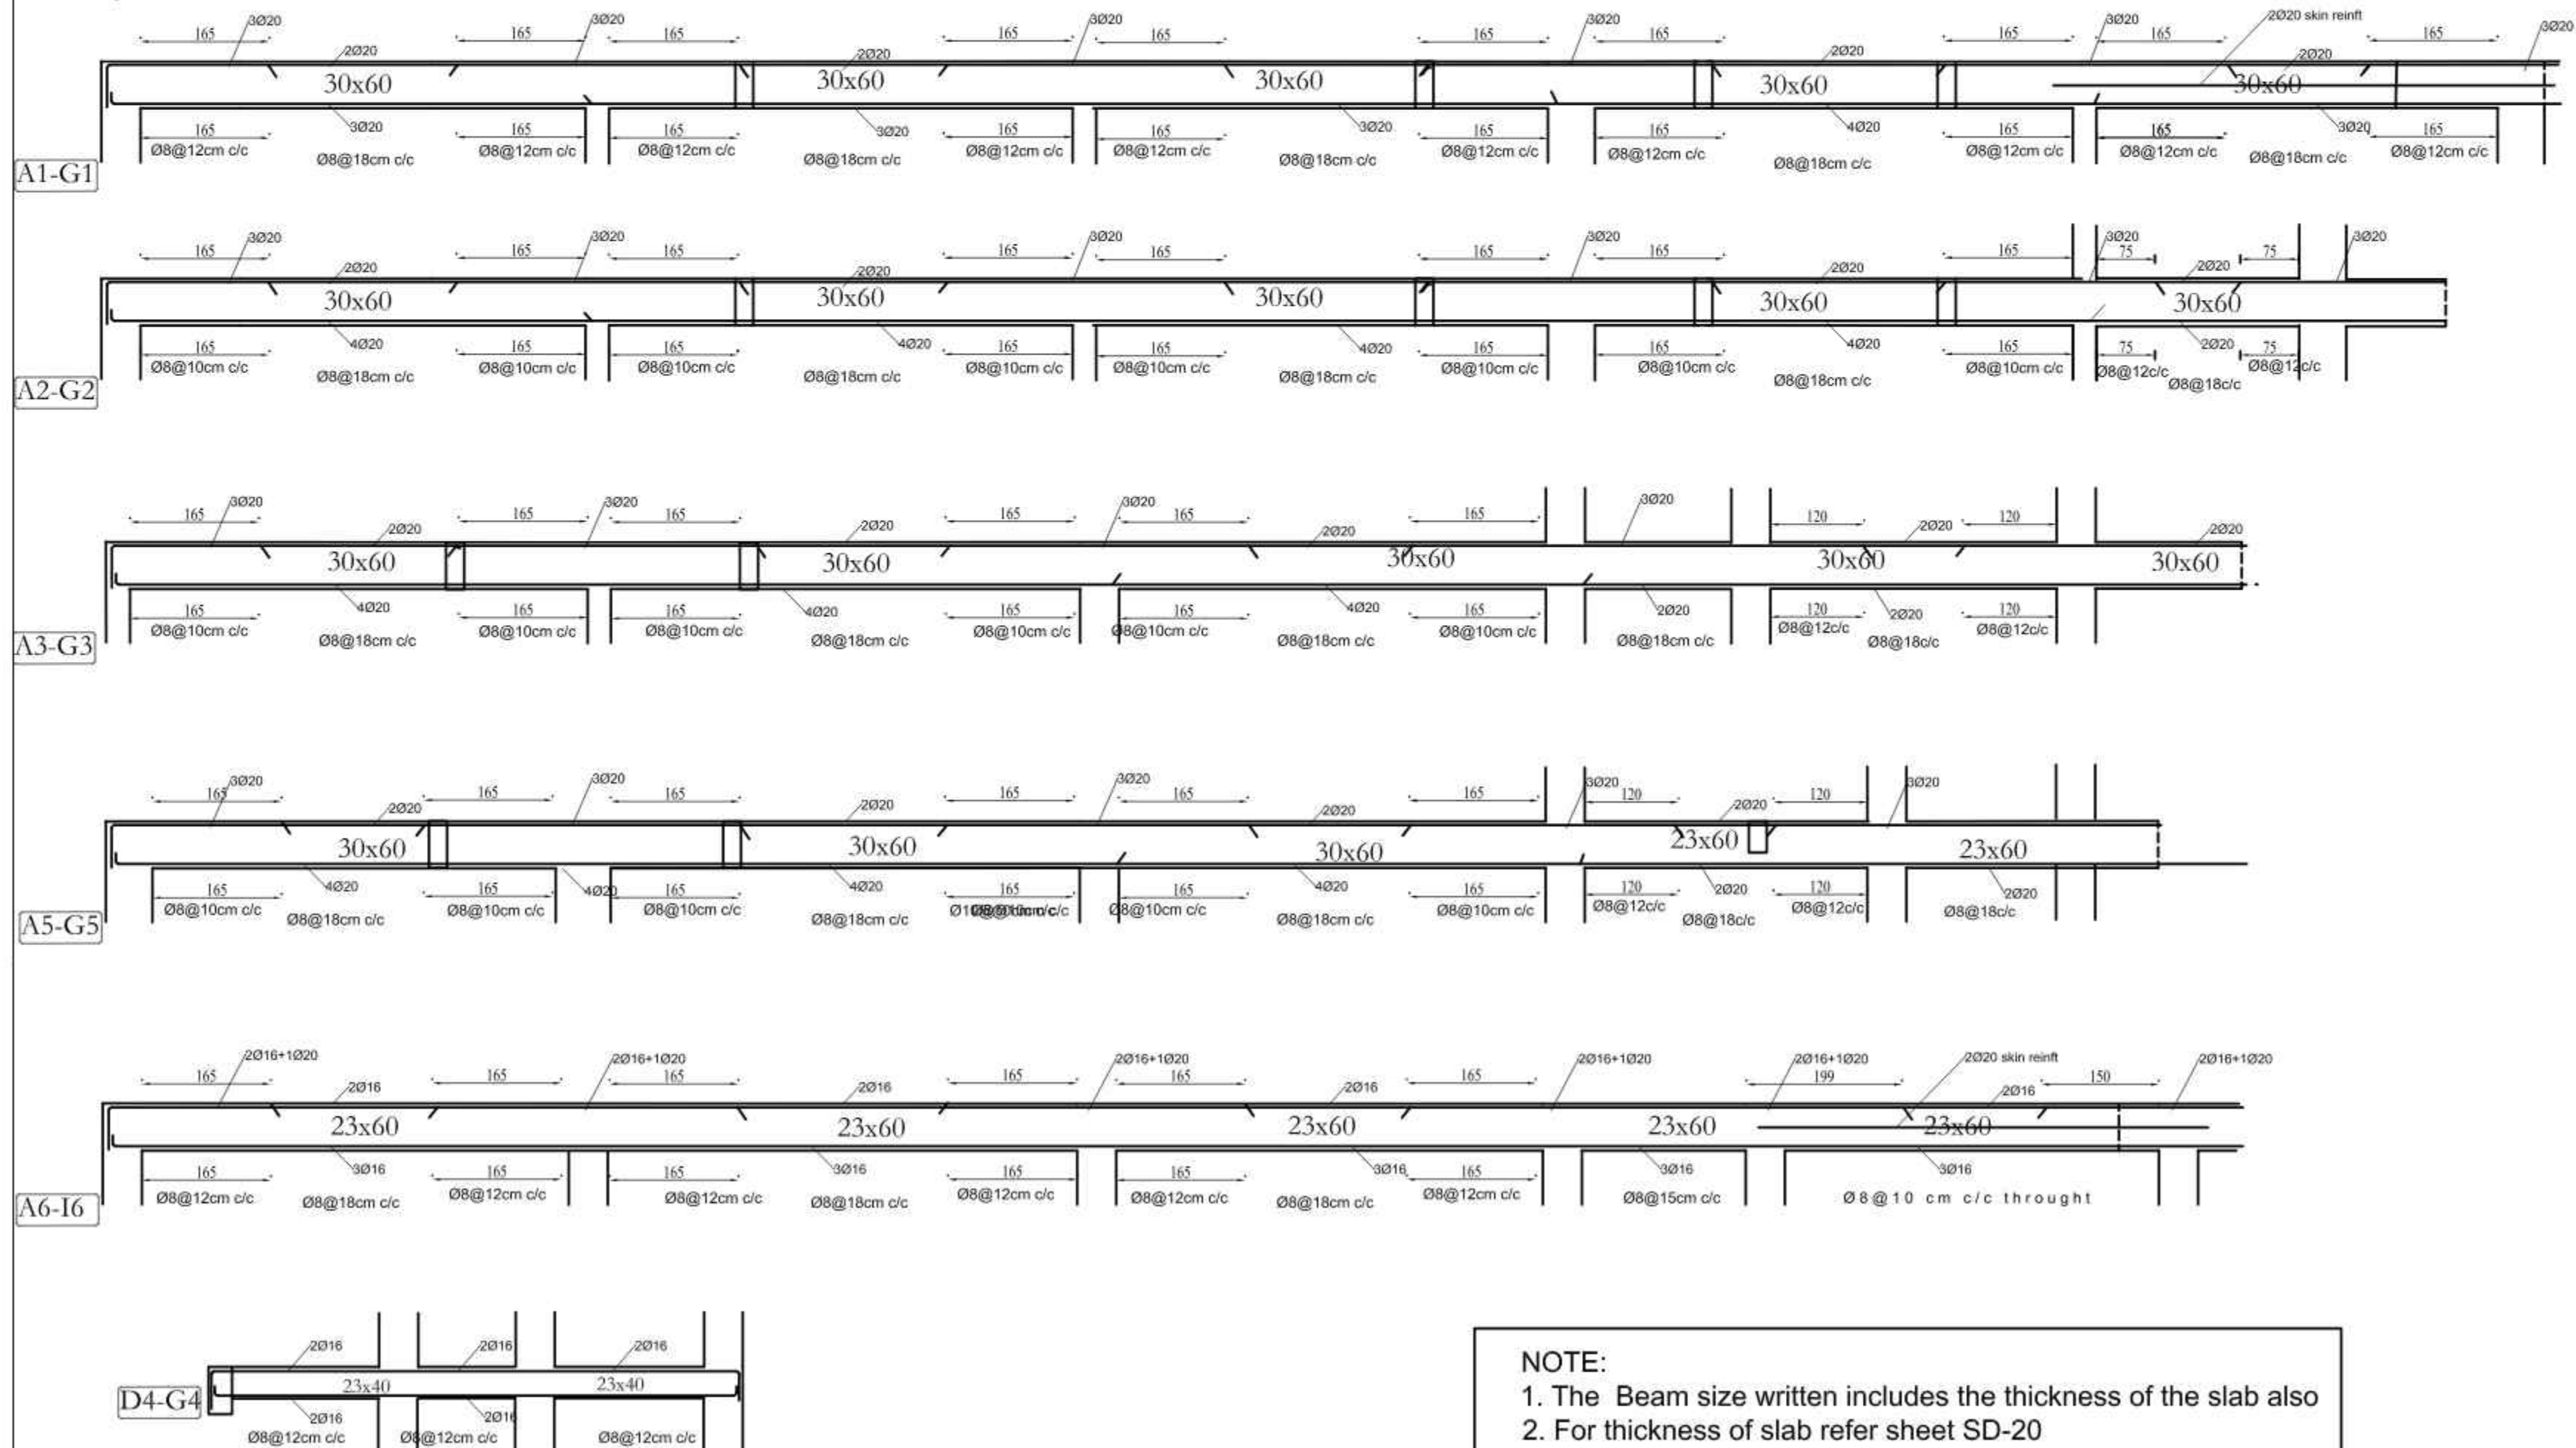 3Ø20 3Ø20 3Ø20 3Ø20 3Ø20 2Ø20 skin reinft 3Ø20
165 165 165 165 165 165 165 165 165 165
2Ø20 2Ø20 2Ø20 2Ø20
30x60 30x60 30x60 30x60 30x60
3Ø20 3Ø20 3Ø20 4Ø20 3Ø20
165 165 165 165 165 165 165 165 165 165
Ø8@12cm c/c Ø8@18cm c/c Ø8@12cm c/c Ø8@12cm c/c Ø8@18cm c/c Ø8@12cm c/c Ø8@12cm c/c Ø8@18cm c/c Ø8@12cm c/c Ø8@12cm c/c Ø8@18cm c/c Ø8@12cm c/c Ø8@12cm c/c Ø8@18cm c/c Ø8@12cm c/c
A1-G1
3Ø20 3Ø20 3Ø20 3Ø20 3Ø20 3Ø20
165 165 165 165 165 165 165 165 75 75
2Ø20 2Ø20 2Ø20 2Ø20
30x60 30x60 30x60 30x60 30x60
4Ø20 4Ø20 4Ø20 4Ø20 2Ø20
165 165 165 165 165 165 165 165 75 75
Ø8@10cm c/c Ø8@18cm c/c Ø8@10cm c/c Ø8@10cm c/c Ø8@18cm c/c Ø8@10cm c/c Ø8@10cm c/c Ø8@18cm c/c Ø8@10cm c/c Ø8@10cm c/c Ø8@18cm c/c Ø8@10cm c/c Ø8@12c/c Ø8@18c/c Ø8@12c/c
A2-G2
3Ø20 3Ø20 3Ø20 3Ø20
165 165 165 165 165 165 120 120
2Ø20 2Ø20 2Ø20 2Ø20 2Ø20
30x60 30x60 30x60 30x60 30x60
4Ø20 4Ø20 4Ø20 2Ø20 2Ø20
165 165 165 165 165 165 120 120
Ø8@10cm c/c Ø8@18cm c/c Ø8@10cm c/c Ø8@10cm c/c Ø8@18cm c/c Ø8@10cm c/c Ø8@10cm c/c Ø8@18cm c/c Ø8@10cm c/c Ø8@18cm c/c Ø8@12c/c Ø8@18c/c Ø8@12c/c
A3-G3
3Ø20 3Ø20 3Ø20 3Ø20 3Ø20
165 165 165 165 165 165 120 120
2Ø20 2Ø20 2Ø20 2Ø20
30x60 30x60 30x60 23x60 23x60
4Ø20 4Ø20 4Ø20 4Ø20 2Ø20 2Ø20
165 165 165 165 165 165 120 120
Ø8@10cm c/c Ø8@18cm c/c Ø8@10cm c/c Ø8@10cm c/c Ø8@18cm c/c Ø8@10cm c/c Ø8@18cm c/c Ø8@10cm c/c Ø8@12c/c Ø8@18c/c Ø8@12c/c Ø8@18c/c
A5-G5
2Ø16+1Ø20 2Ø16+1Ø20 2Ø16+1Ø20 2Ø16+1Ø20 2Ø16+1Ø20 2Ø20 skin reinft 2Ø16+1Ø20
165 165 165 165 165 165 199 150
2Ø16 2Ø16 2Ø16 2Ø16
23x60 23x60 23x60 23x60 23x60
3Ø16 3Ø16 3Ø16 3Ø16 3Ø16
165 165 165 165 165 165
Ø8@12cm c/c Ø8@18cm c/c Ø8@12cm c/c Ø8@12cm c/c Ø8@18cm c/c Ø8@12cm c/c Ø8@12cm c/c Ø8@18cm c/c Ø8@12cm c/c Ø8@15cm c/c Ø8@10 cm c/c throught
A6-I6
2Ø16 2Ø16 2Ø16
23x40 23x40
D4-G4
2Ø16 2Ø16
Ø8@12cm c/c Ø8@12cm c/c Ø8@12cm c/c
NOTE:
1. The Beam size written includes the thickness of the slab also
2. For thickness of slab refer sheet SD-20